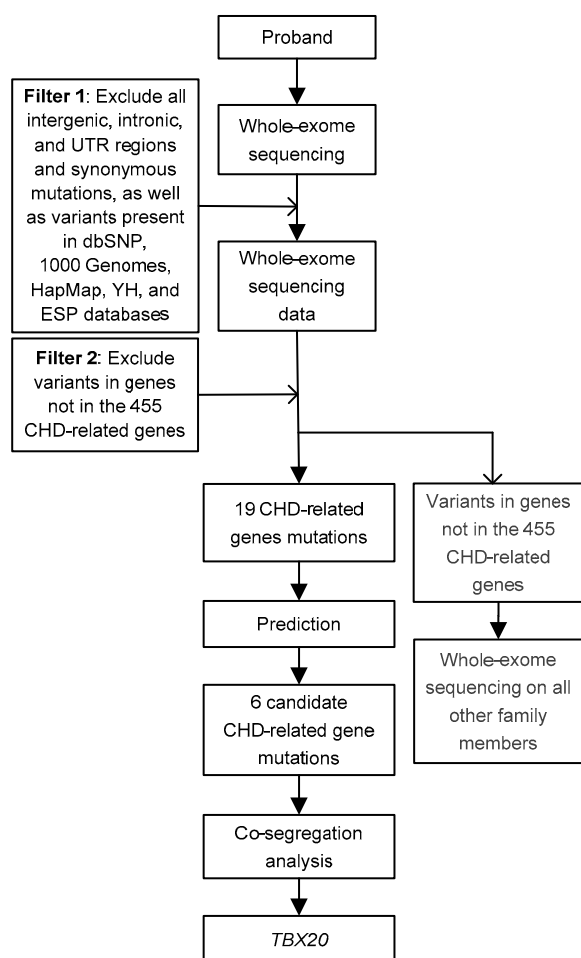 Proband
Filter 1: Exclude all
intergenic, intronic,
and UTR regions
and synonymous
mutations, as well
as variants present
in dbSNP,
1000 Genomes,
HapMap, YH, and
ESP databases
Whole-exome
sequencing
Whole-exome
sequencing
data
Filter 2: Exclude
variants in genes
not in the 455
CHD-related genes
19 CHD-related
genes mutations
Variants in genes
not in the 455
CHD-related
genes
Prediction
Whole-exome
sequencing on all
other family
members
6 candidate
CHD-related gene
mutations
Co-segregation
analysis
TBX20